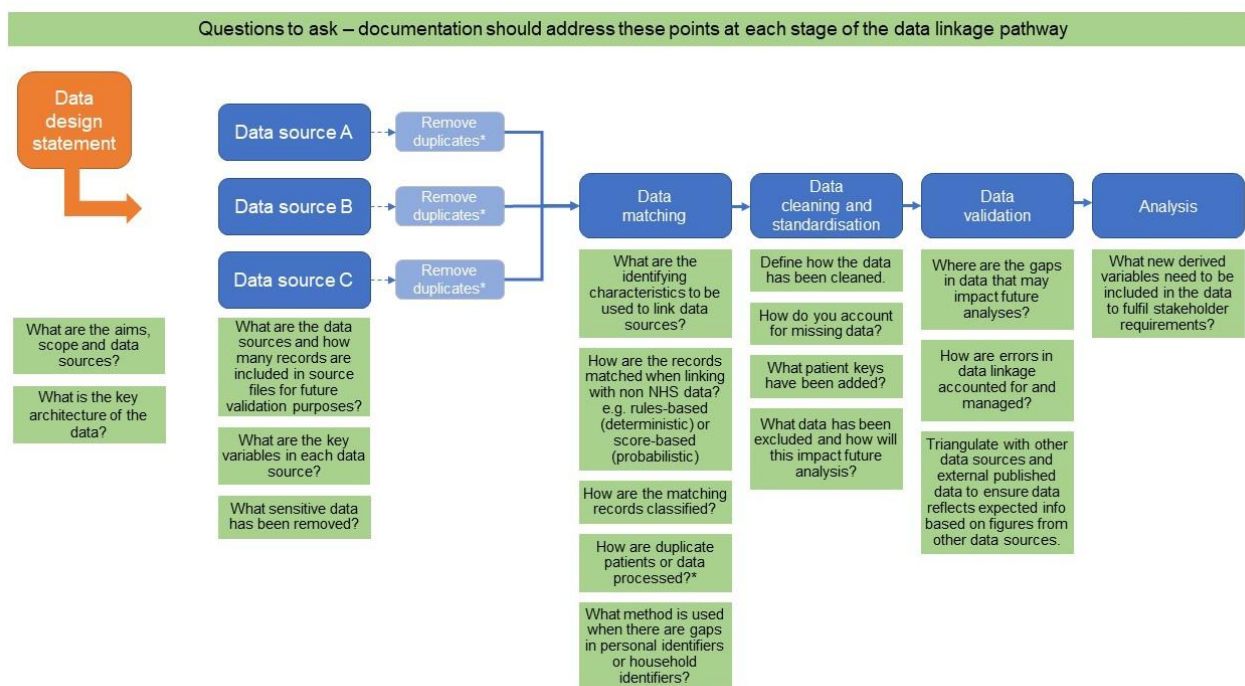 Questions to ask – documentation should address these points at each stage of the data linkage pathway
Data
design
statement
Data source A
Remove
duplicates*
Data source B
Remove
duplicates*
Data source C
Remove
duplicates*
Data
matching
Data
cleaning and
standardisation
Data
validation
Analysis
What are the aims,
scope and data
sources?
What is the key
architecture of the
data?
What are the data
sources and how
many records are
included in source
files for future
validation purposes?
What are the key
variables in each data
source?
What sensitive data
has been removed?
What are the
identifying
characteristics to be
used to link data
sources?
How are the records
matched when linking
with non NHS data?
e.g. rules-based
(deterministic) or
score-based
(probabilistic)
How are the matching
records classified?
How are duplicate
patients or data
processed?*
What method is used
when there are gaps
in personal identifiers
or household
identifiers?
Define how the data
has been cleaned.
How do you account
for missing data?
What patient keys
have been added?
What data has been
excluded and how will
this impact future
analysis?
Where are the gaps
in data that may
impact future
analyses?
How are errors in
data linkage
accounted for and
managed?
Triangulate with other
data sources and
external published
data to ensure data
reflects expected info
based on figures from
other data sources.
What new derived
variables need to be
included in the data
to fulfil stakeholder
requirements?